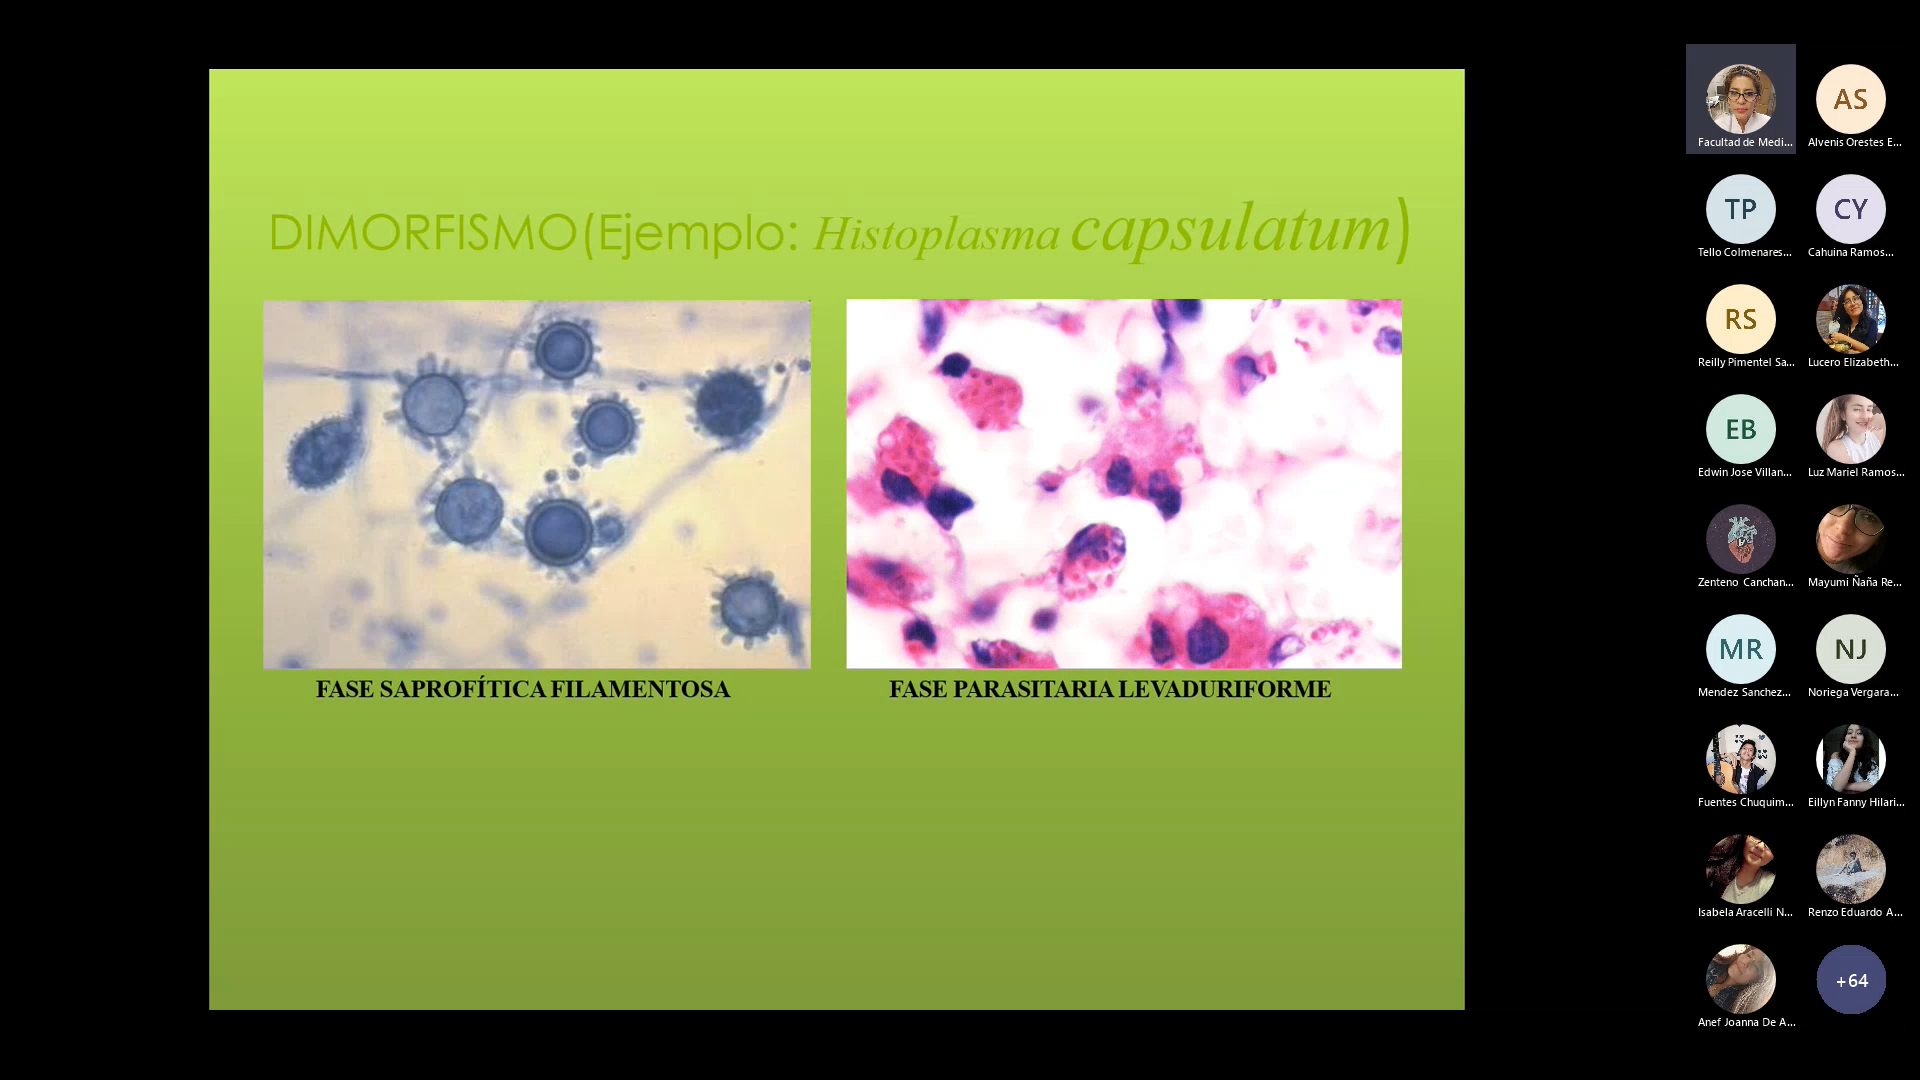 DIMORFISMO(Ejemplo: Histoplasma capsulatum)
FASE SAPROFÍTICA FILAMENTOSA
FASE PARASITARIA LEVADURIFORME
Facultad de Medi...
AS
Alvenis Orestes E...
TP
Tello Colmenares...
CY
Cahuina Ramos...
RS
Reilly Pimentel Sa...
Lucero Elizabeth...
EB
Edwin Jose Villan...
Luz Mariel Ramos...
Zenteno Canchan...
Mayumi Ñaña Re...
MR
Mendez Sanchez...
NJ
Noriega Vergara...
Fuentes Chuquim...
Eillyn Fanny Hilari...
Isabela Aracelli N...
Renzo Eduardo A...
Anef Joanna De A...
+64